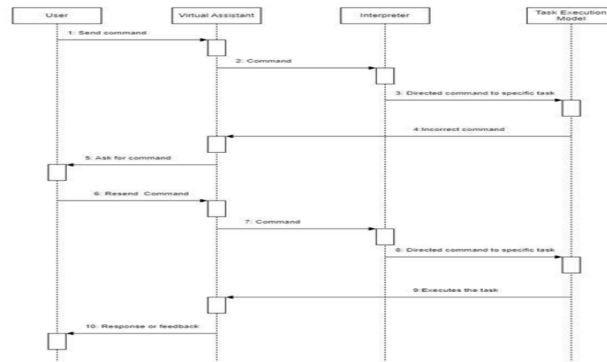 User
Virtual Assistant
Interpreter
Task Execution
Model
1: Send command
2: Command
3: Directed command to specific task
4:Incorrect command
5: Ask for command
6: Resend Command
7: Command
8: Directed command to specific task
9:Executes the task
10: Response or feedback